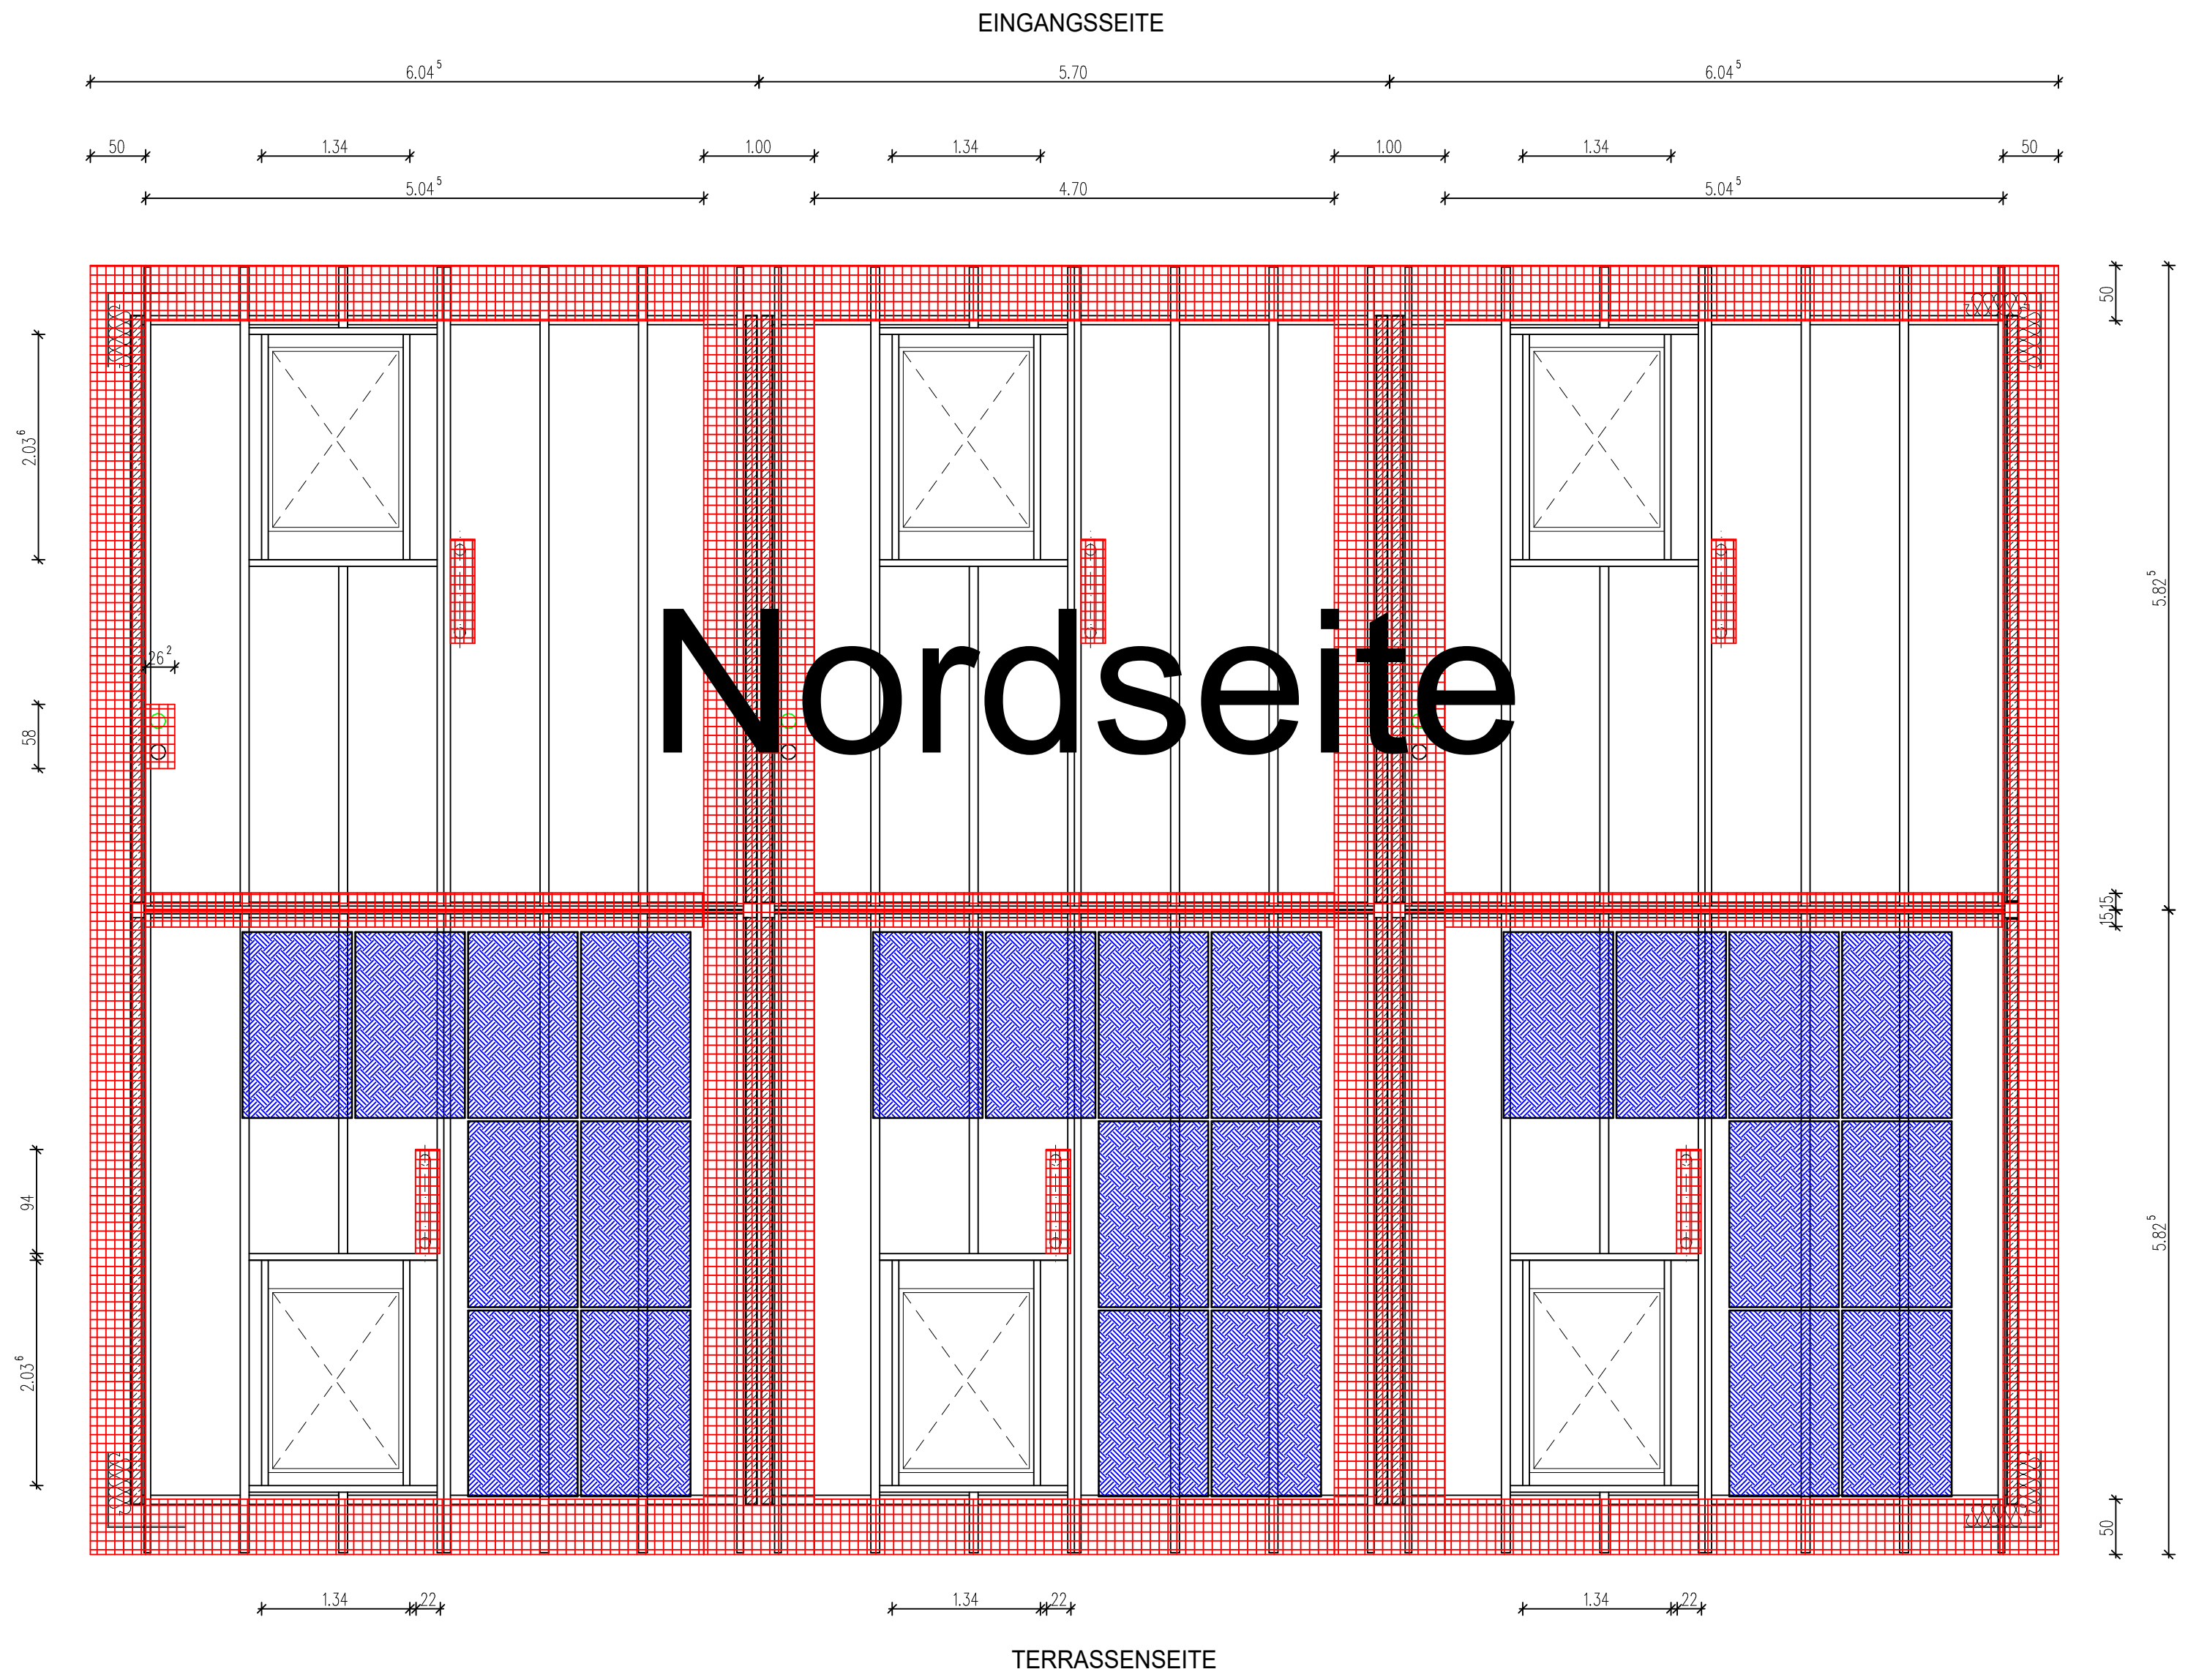 EINGANGSSEITE
6.04⁵ 5.70 6.04⁵
50 1.34 1.00 1.34 1.00 1.34 50
5.04⁵ 4.70 5.04⁵
50
2.03⁶
5.82⁵
26²
58
Nordseite
15 15
94
5.82⁵
2.03⁶
50
1.34 22 1.34 22 1.34 22
TERRASSENSEITE